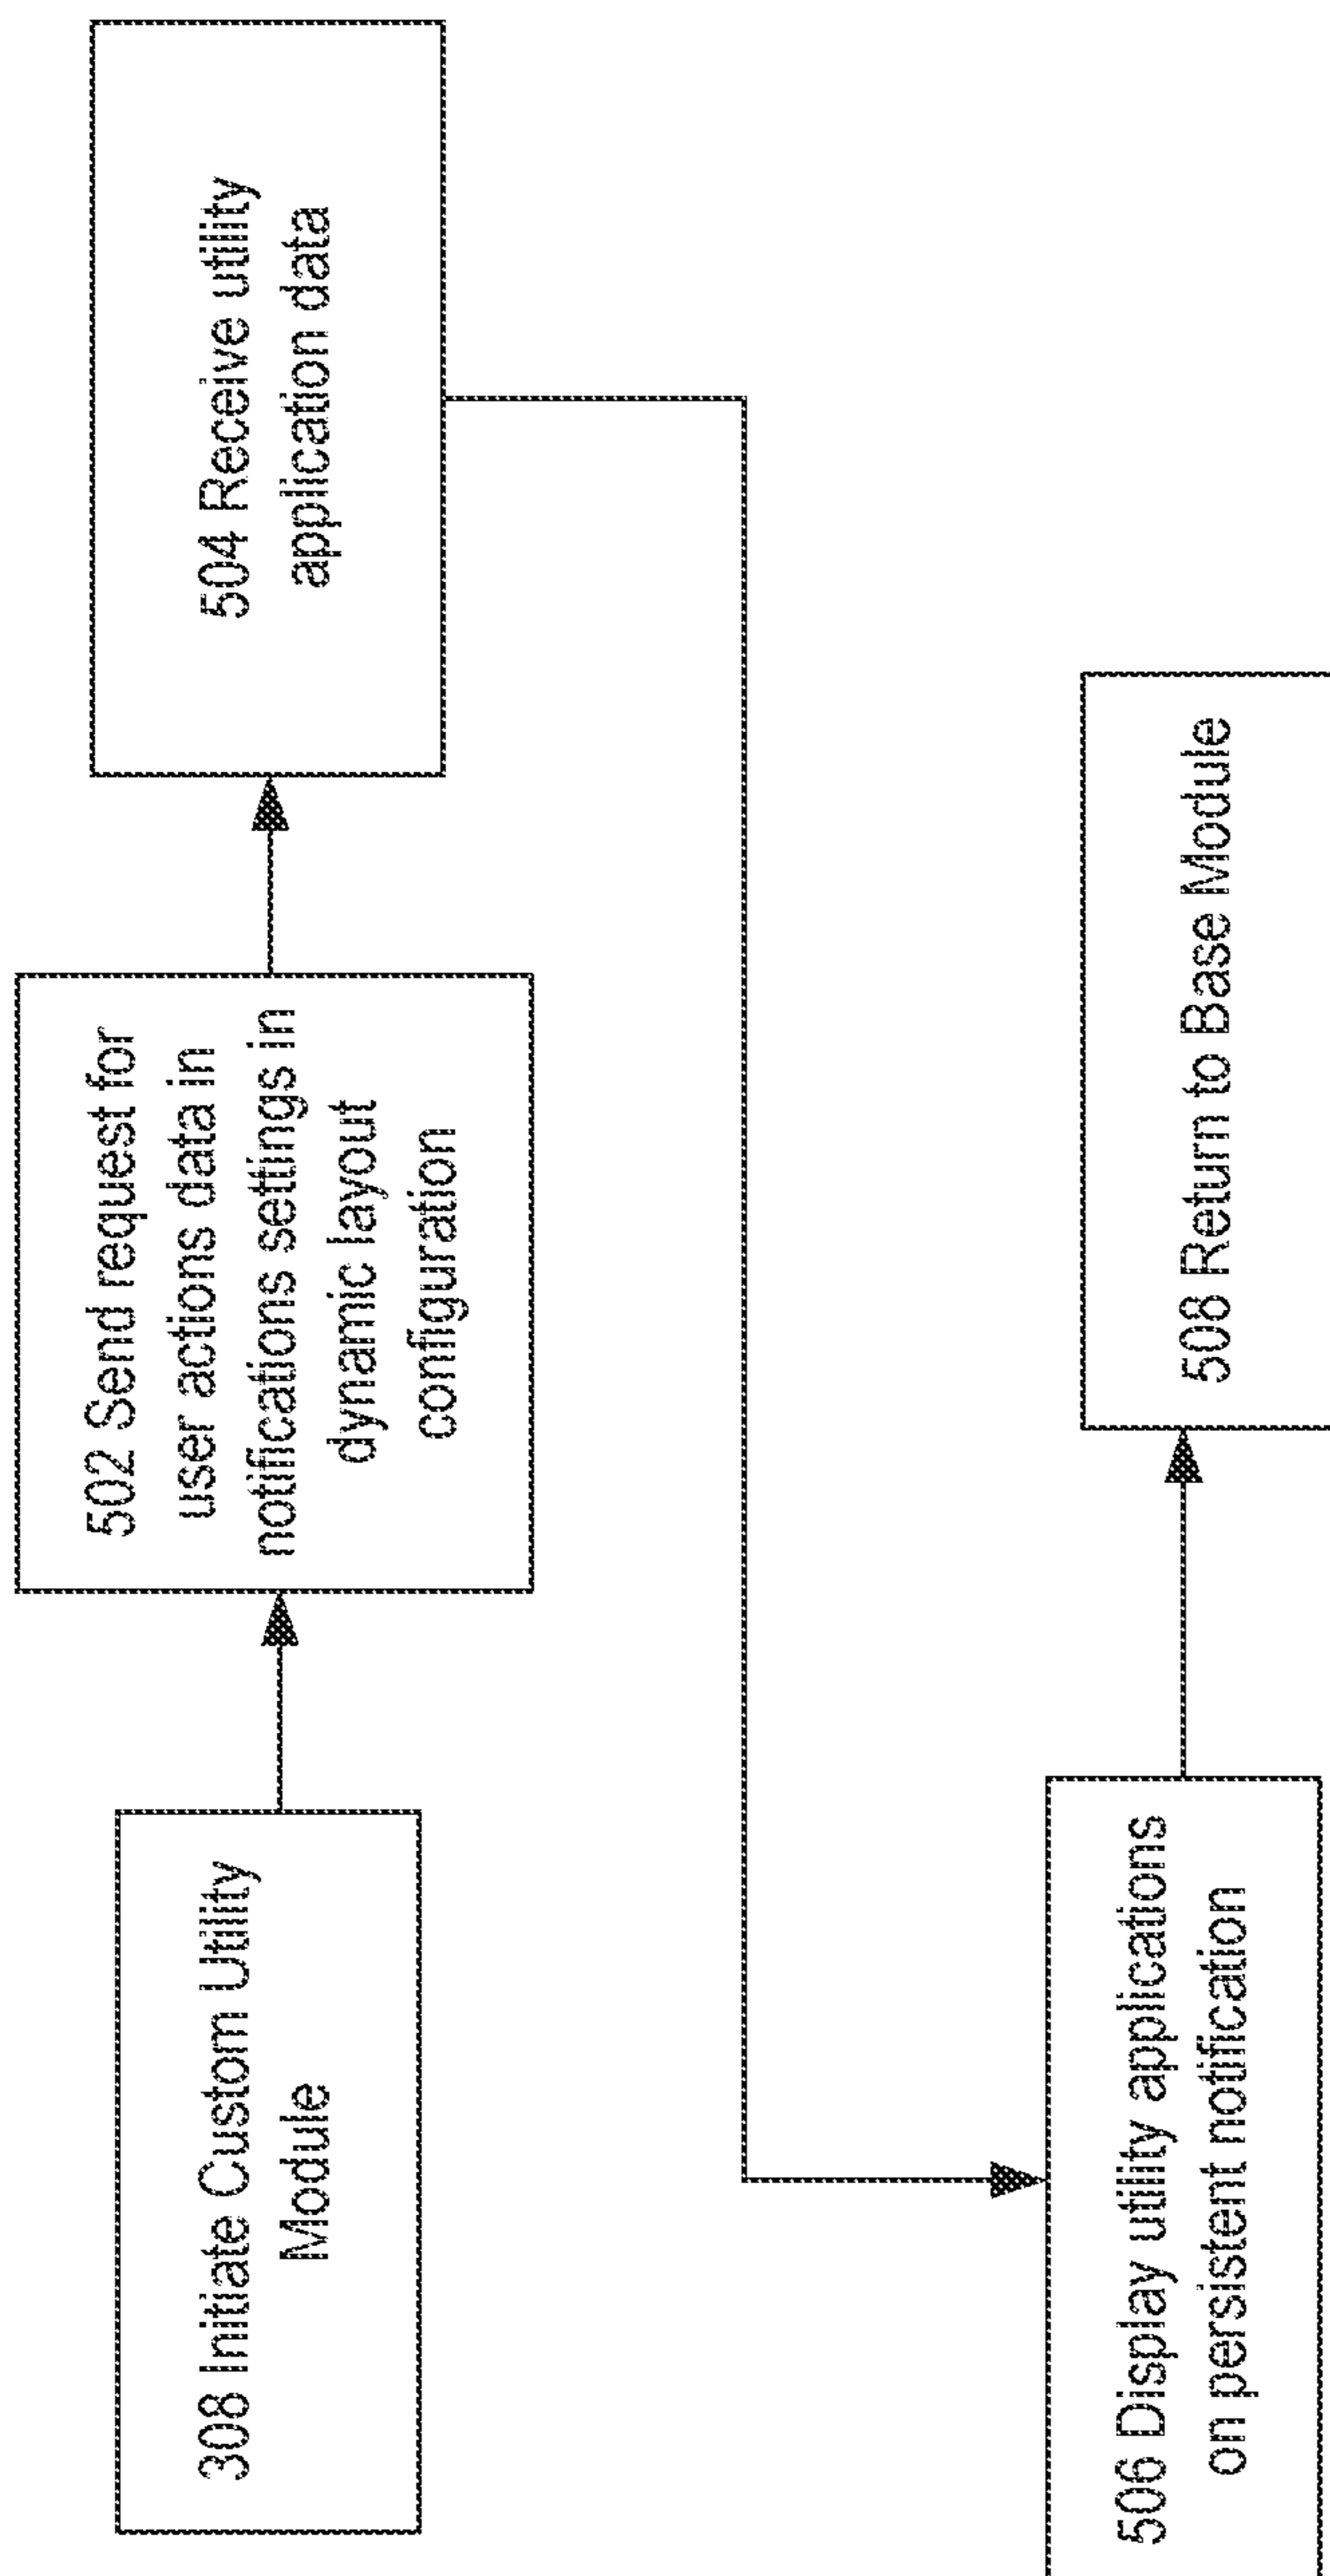 308 Initiate Custom Utility
Module
502 Send request for
user actions data in
notifications settings in
dynamic layout
configuration
504 Receive utility
application data
506 Display utility applications
on persistent notification
508 Return to Base Module